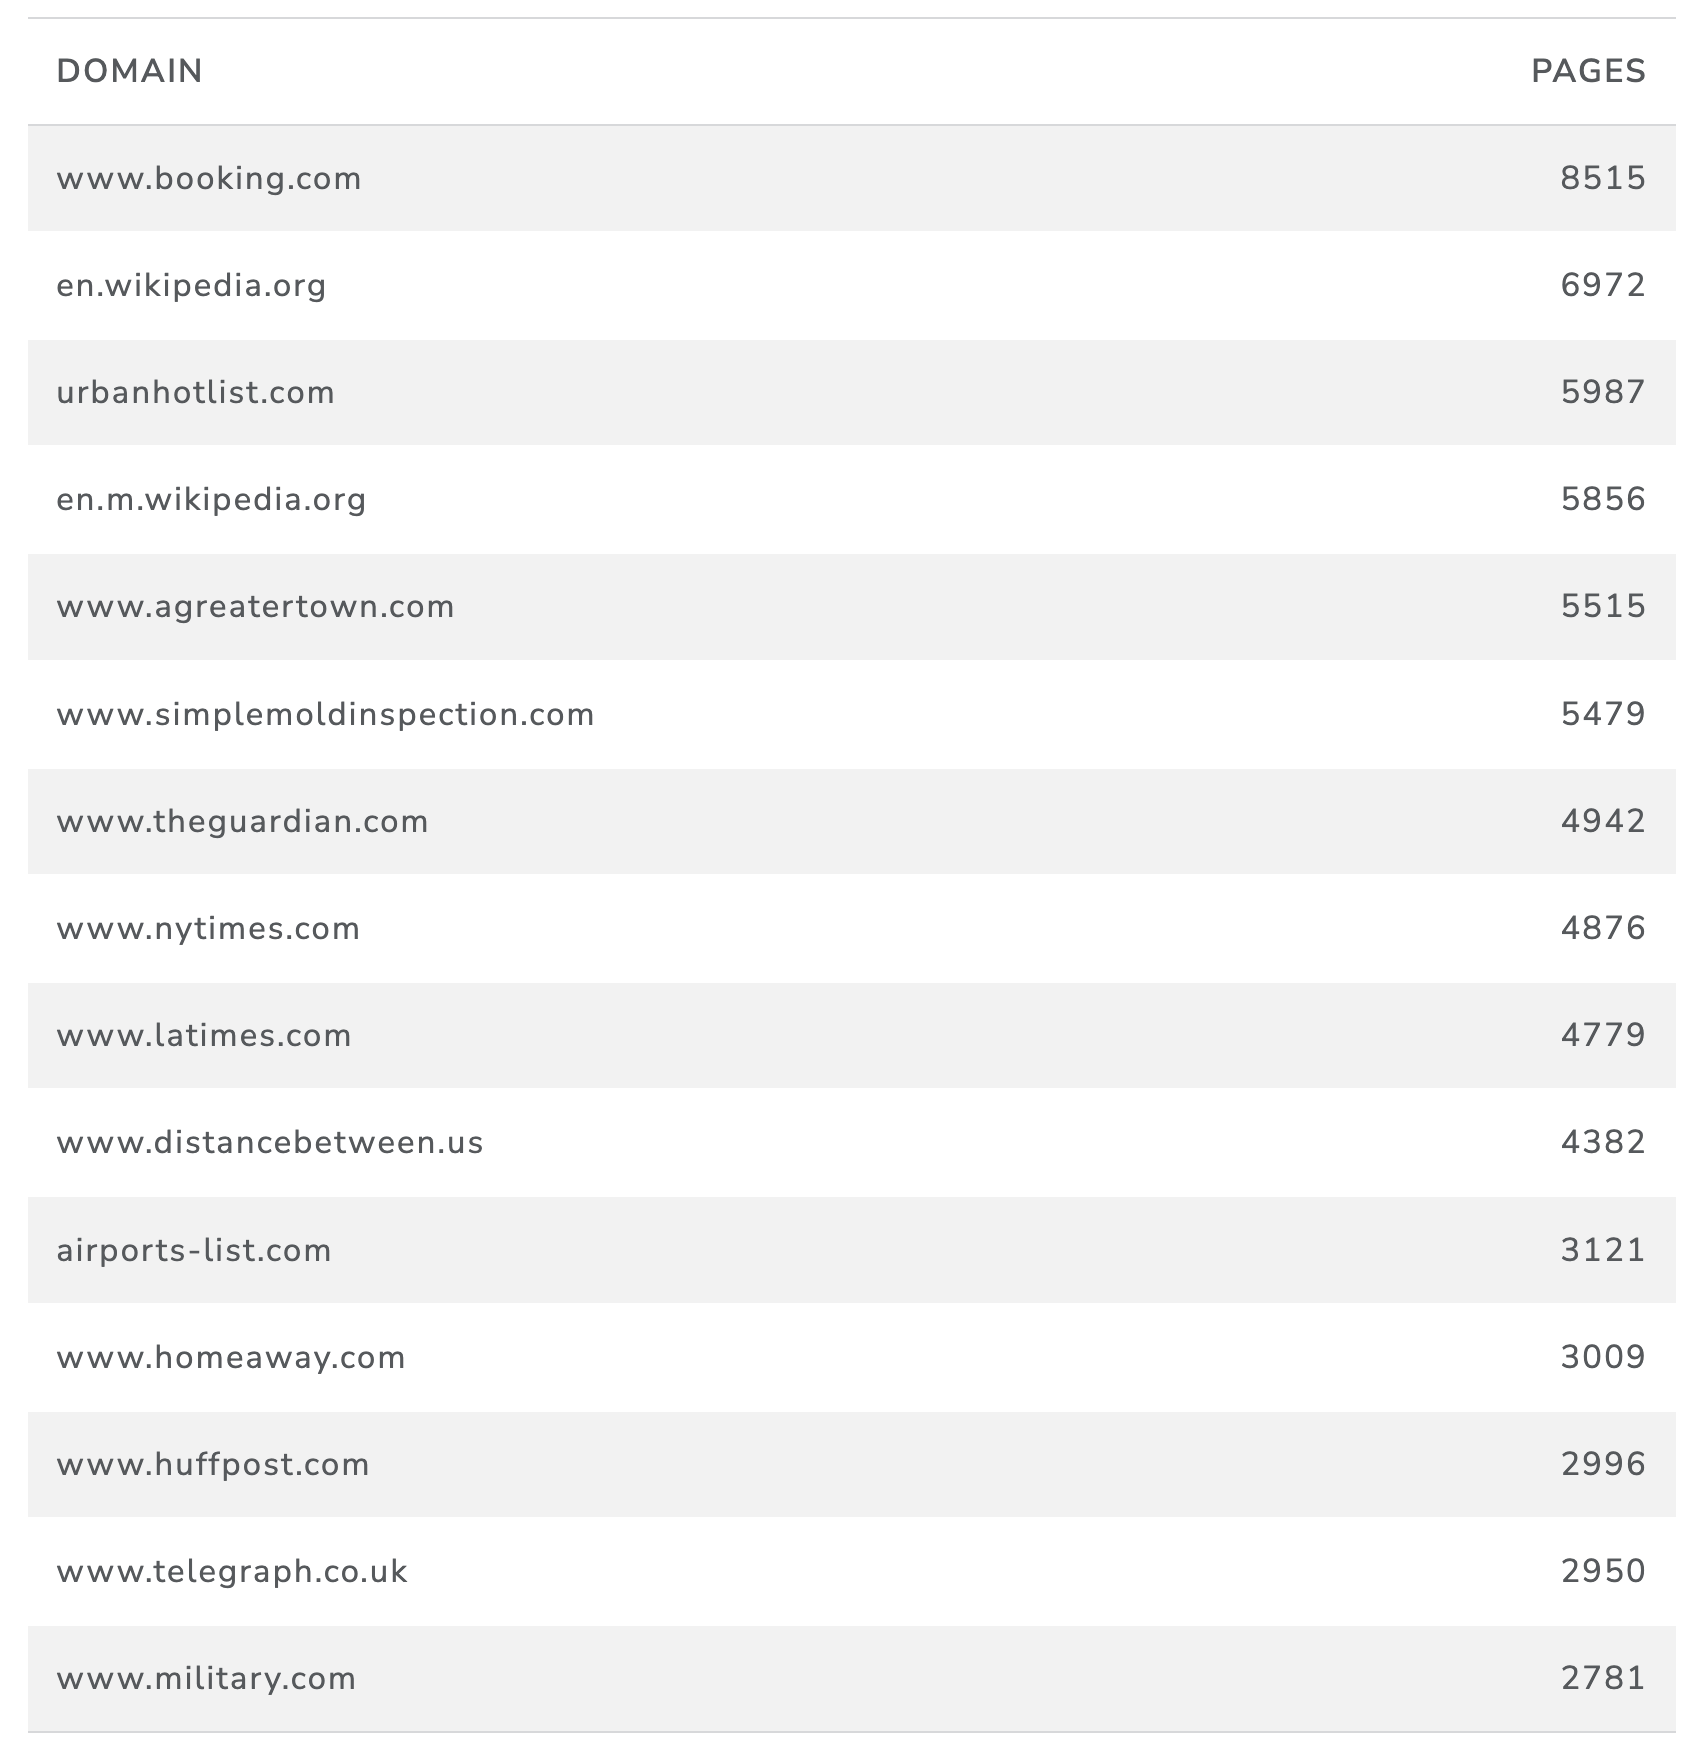 DOMAIN PAGES
www.booking.com 8515
en.wikipedia.org 6972
urbanhotlist.com 5987
en.m.wikipedia.org 5856
www.agreatertown.com 5515
www.simplemoldinspection.com 5479
www.theguardian.com 4942
www.nytimes.com 4876
www.latimes.com 4779
www.distancebetween.us 4382
airports-list.com 3121
www.homeaway.com 3009
www.huffpost.com 2996
www.telegraph.co.uk 2950
www.military.com 2781